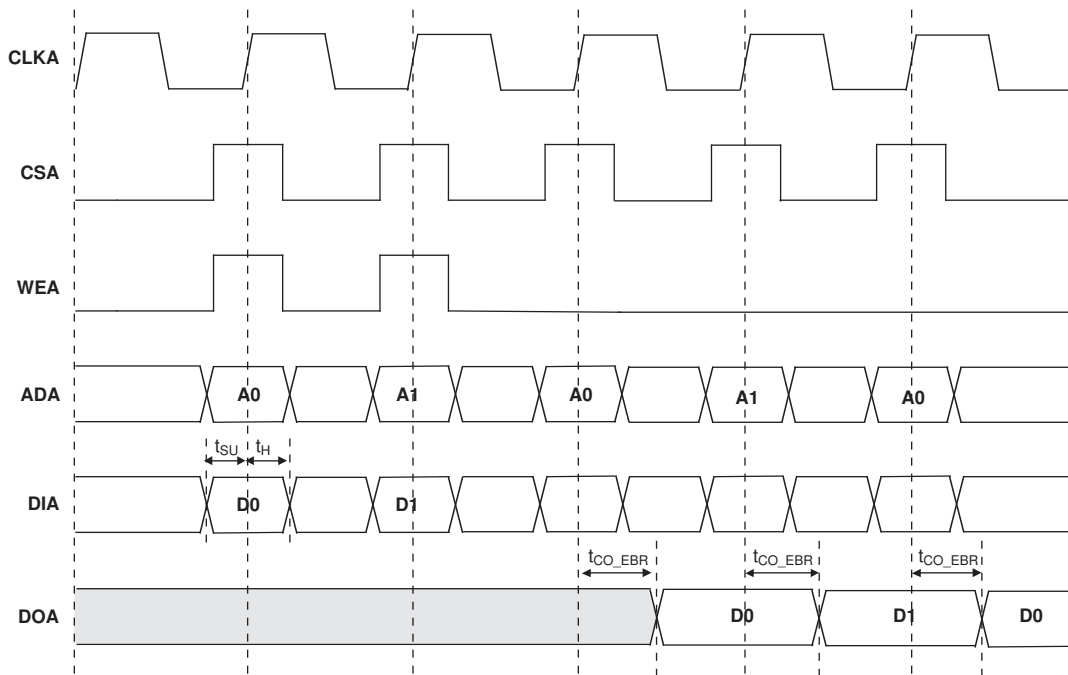 CLKA
CSA
WEA
ADA A0 A1 A0 A1 A0
tSU tH
DIA D0 D1
tCO_EBR tCO_EBR tCO_EBR
DOA D0 D1 D0